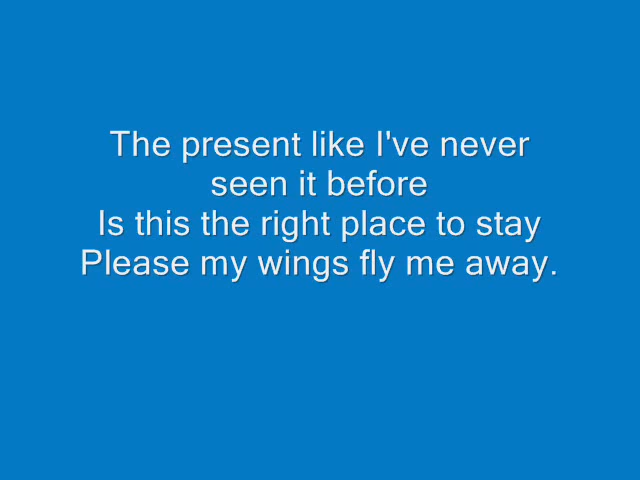 The present like I've never
seen it before
Is this the right place to stay
Please my wings fly me away.